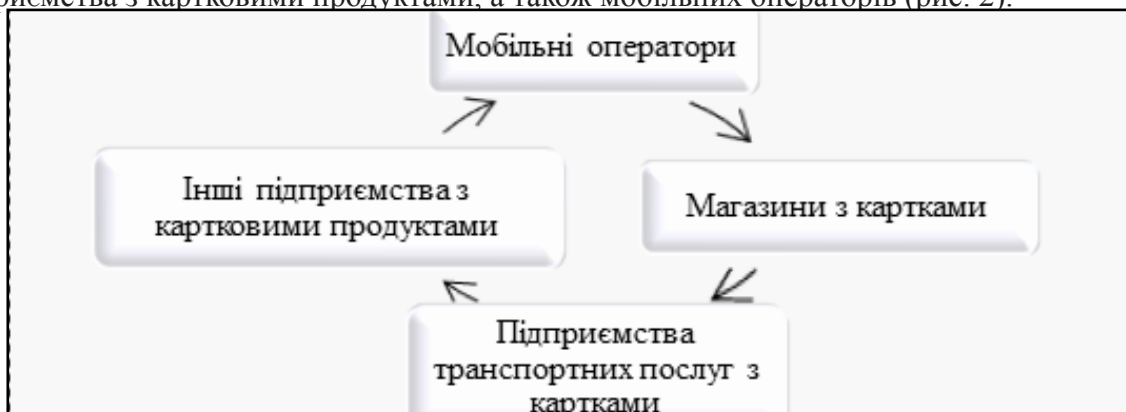 приємства з картковими продуктами, а також мобільних операторів (рис. 2).
Мобільні оператори
Інші підприємства з
картковими продуктами
Магазини з картками
Підприємства
транспортних послуг з
картками